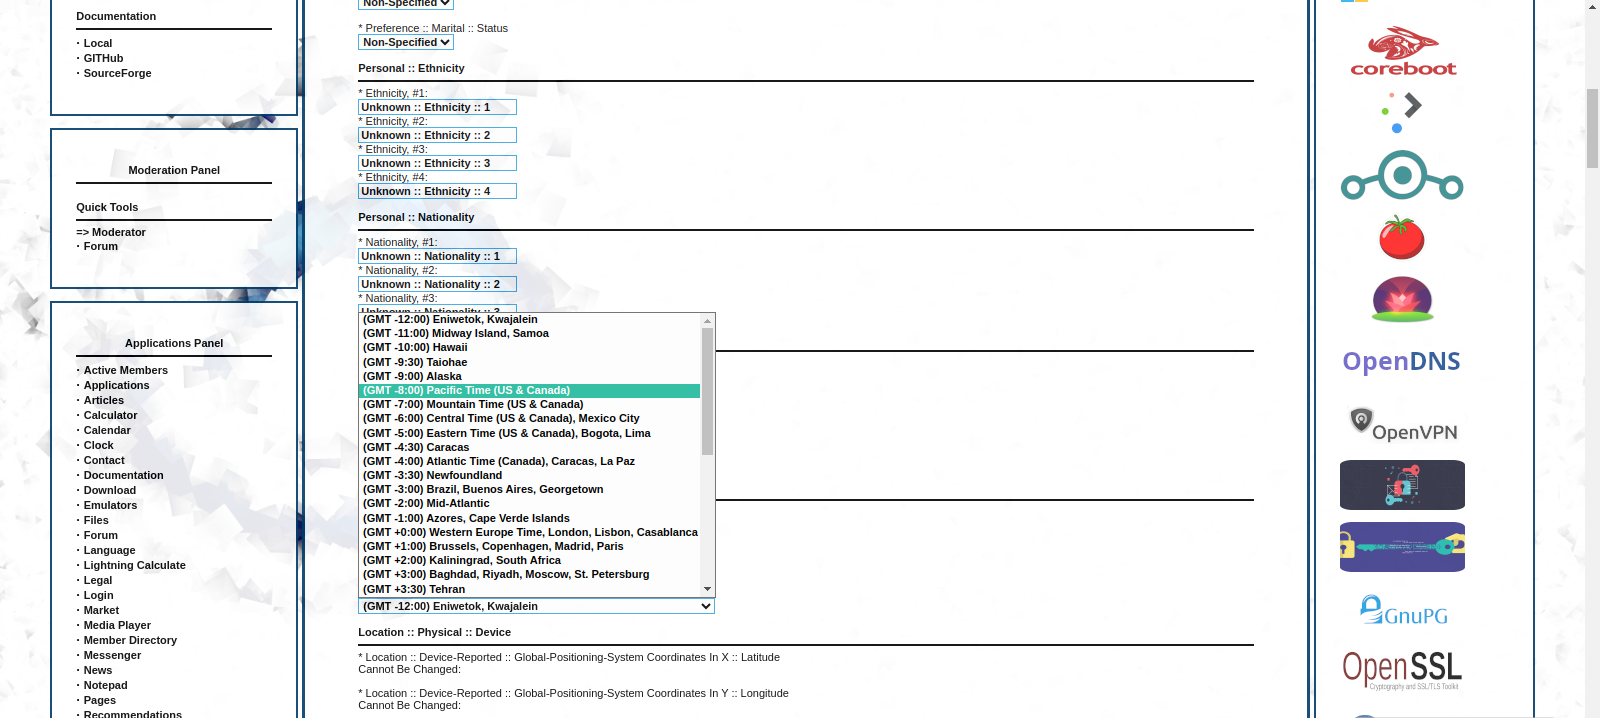 Documentation
· Local
· GITHub
· SourceForge
Moderation Panel
Quick Tools
=> Moderator
· Forum
Applications Panel
· Active Members
· Applications
· Articles
· Calculator
· Calendar
· Clock
· Contact
· Documentation
· Download
· Emulators
· Files
· Forum
· Language
· Lightning Calculate
· Legal
· Login
· Market
· Media Player
· Member Directory
· Messenger
· News
· Notepad
· Pages
· Recommendations
Non-Specified
* Preference :: Marital :: Status
Non-Specified
Personal :: Ethnicity
* Ethnicity, #1:
Unknown :: Ethnicity :: 1
* Ethnicity, #2:
Unknown :: Ethnicity :: 2
* Ethnicity, #3:
Unknown :: Ethnicity :: 3
* Ethnicity, #4:
Unknown :: Ethnicity :: 4
Personal :: Nationality
* Nationality, #1:
Unknown :: Nationality :: 1
* Nationality, #2:
Unknown :: Nationality :: 2
* Nationality, #3:
Unknown :: Nationality :: 3
(GMT -12:00) Eniwetok, Kwajalein
(GMT -11:00) Midway Island, Samoa
(GMT -10:00) Hawaii
(GMT -9:30) Taiohae
(GMT -9:00) Alaska
(GMT -8:00) Pacific Time (US & Canada)
(GMT -7:00) Mountain Time (US & Canada)
(GMT -6:00) Central Time (US & Canada), Mexico City
(GMT -5:00) Eastern Time (US & Canada), Bogota, Lima
(GMT -4:30) Caracas
(GMT -4:00) Atlantic Time (Canada), Caracas, La Paz
(GMT -3:30) Newfoundland
(GMT -3:00) Brazil, Buenos Aires, Georgetown
(GMT -2:00) Mid-Atlantic
(GMT -1:00) Azores, Cape Verde Islands
(GMT +0:00) Western Europe Time, London, Lisbon, Casablanca
(GMT +1:00) Brussels, Copenhagen, Madrid, Paris
(GMT +2:00) Kaliningrad, South Africa
(GMT +3:00) Baghdad, Riyadh, Moscow, St. Petersburg
(GMT +3:30) Tehran
(GMT -12:00) Eniwetok, Kwajalein
Location :: Physical :: Device
* Location :: Device-Reported :: Global-Positioning-System Coordinates In X :: Latitude
Cannot Be Changed:
* Location :: Device-Reported :: Global-Positioning-System Coordinates In Y :: Longitude
Cannot Be Changed:
coreboot
OpenDNS
OpenVPN
GnuPG
OpenSSL
Cryptography and SSL/TLS Toolkit